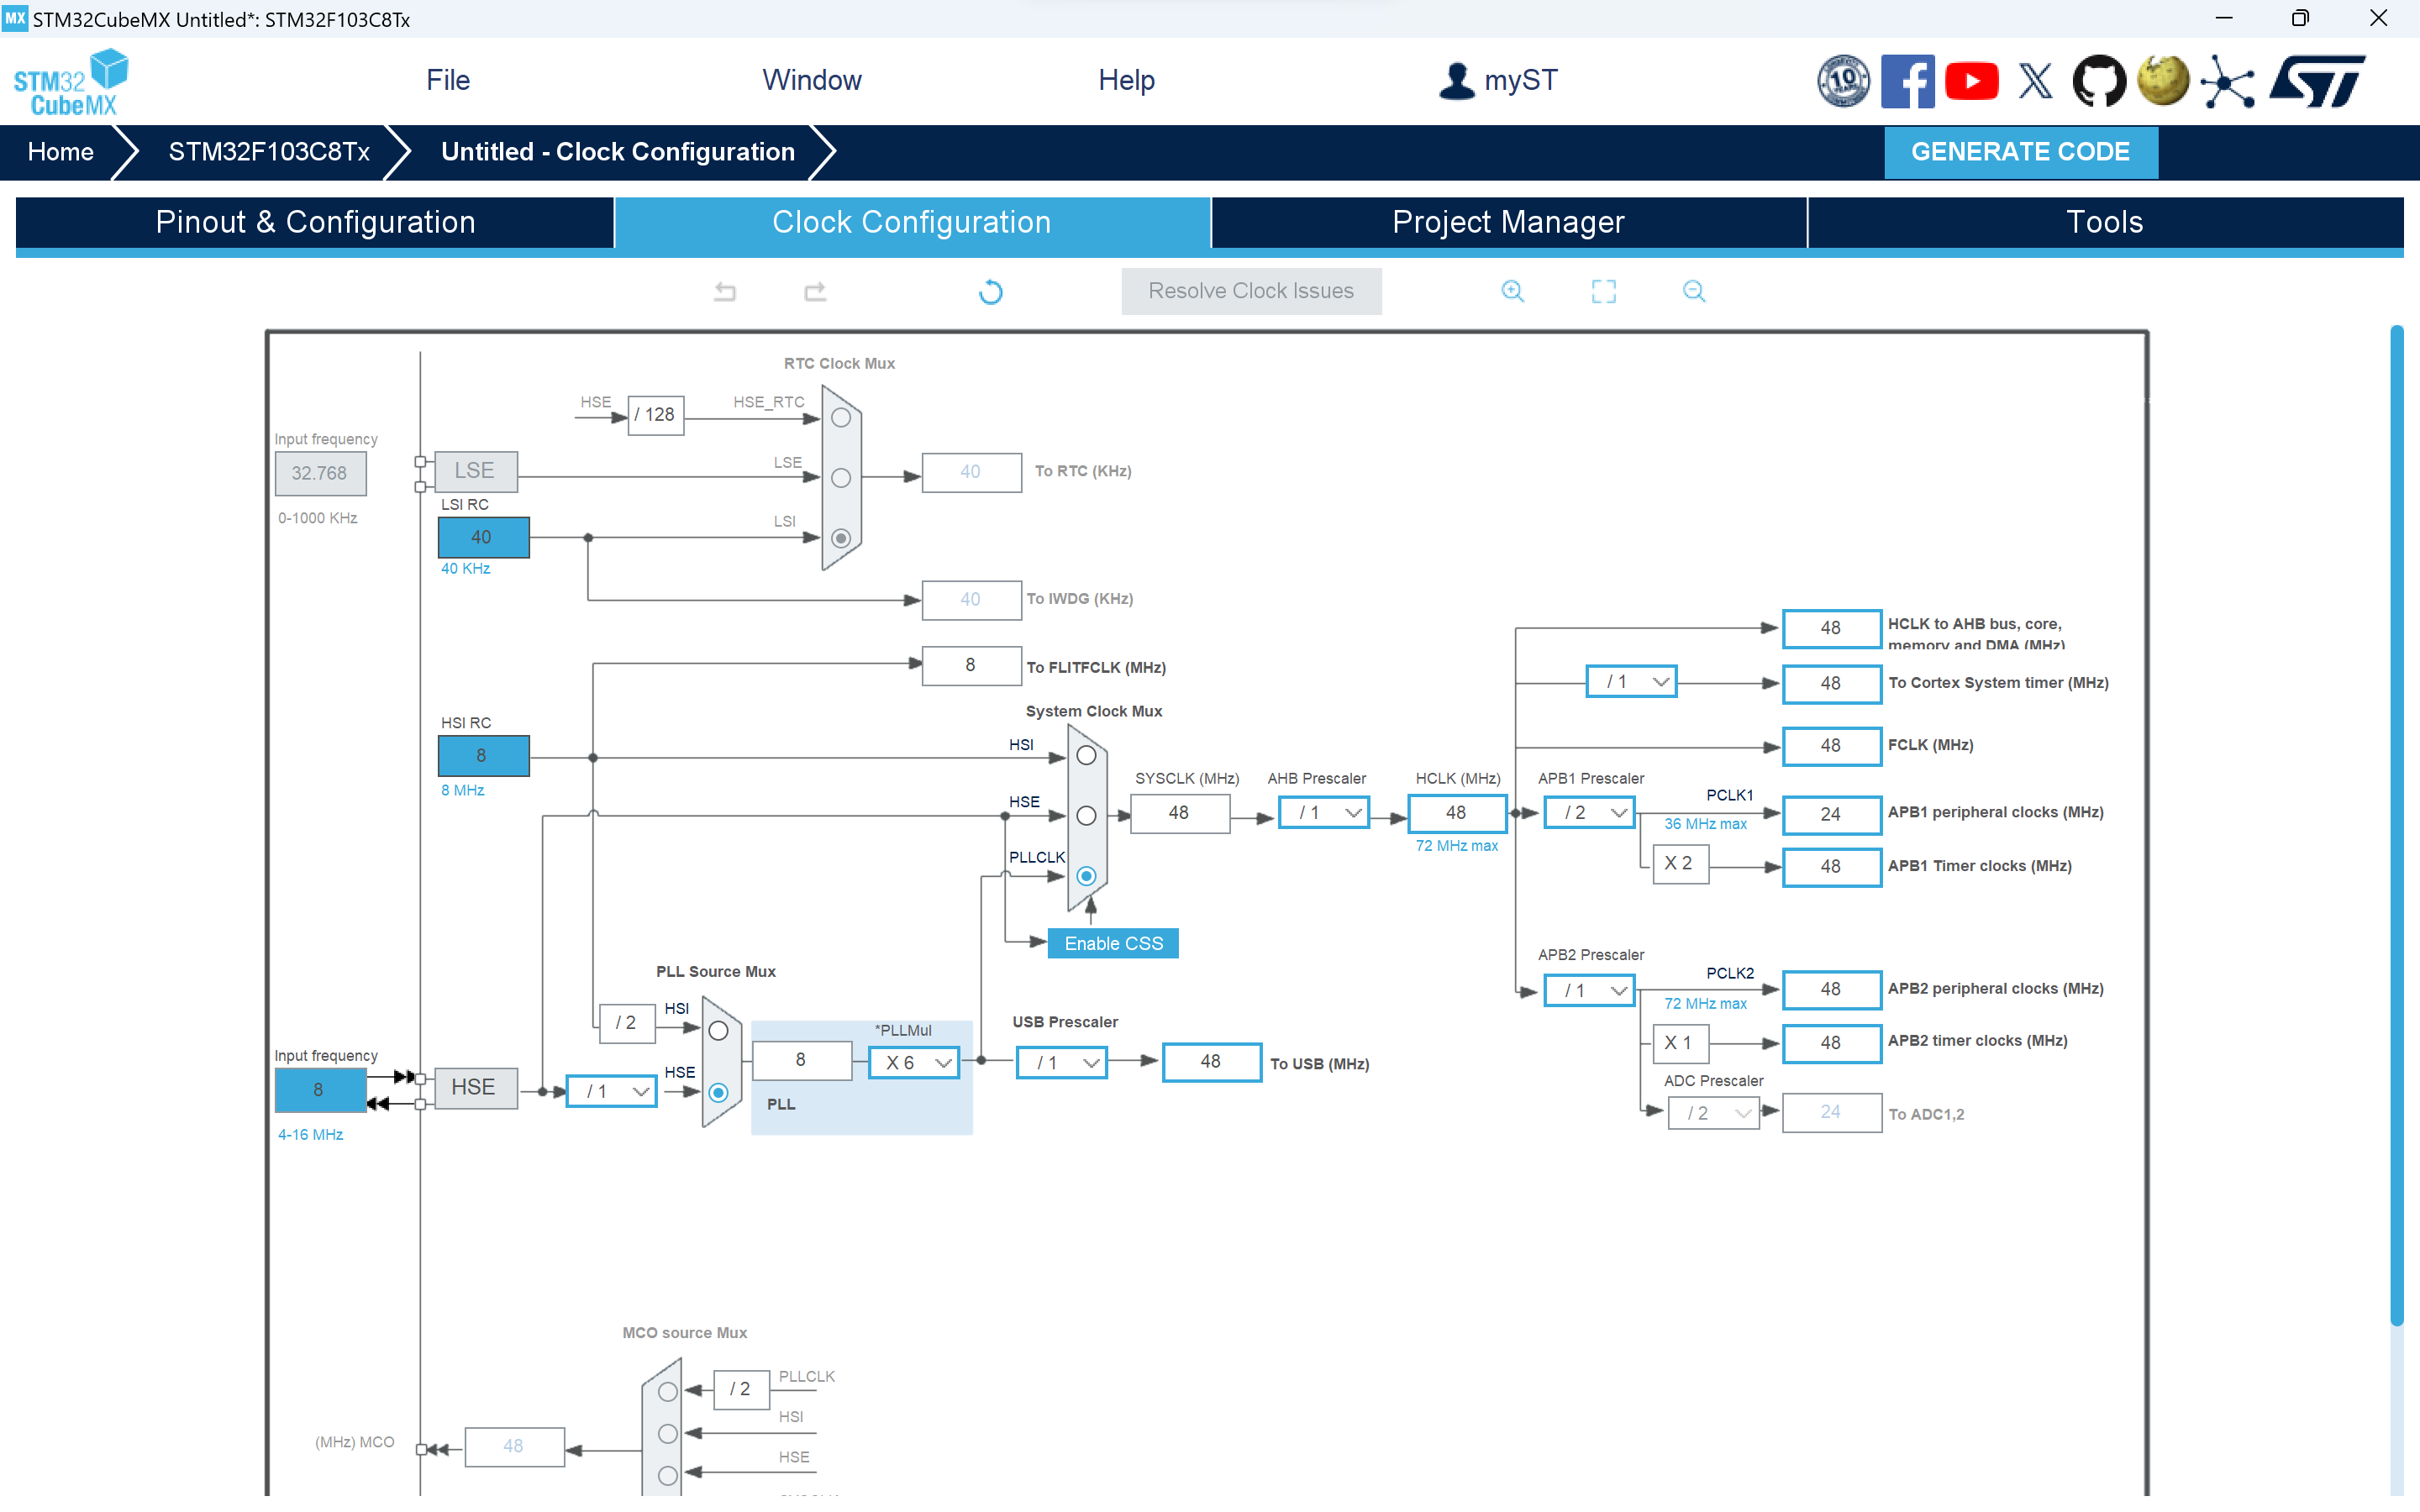 MX STM32CubeMX Untitled*: STM32F103C8Tx
STM32
CubeMX
File
Window
Help
myST
10
YEARS
Home
STM32F103C8Tx
Untitled - Clock Configuration
GENERATE CODE
Pinout & Configuration
Clock Configuration
Project Manager
Tools
Resolve Clock Issues
RTC Clock Mux
HSE
/ 128
HSE_RTC
Input frequency
32.768
0-1000 KHz
LSE
LSE
40
To RTC (KHz)
LSI RC
40
40 KHz
LSI
40
To IWDG (KHz)
8
To FLITFCLK (MHz)
HSI RC
8
8 MHz
System Clock Mux
HSI
HSE
PLLCLK
SYSCLK (MHz)
48
AHB Prescaler
/ 1
HCLK (MHz)
48
72 MHz max
Enable CSS
48
HCLK to AHB bus, core,
memory and DMA (MHz)
/ 1
48
To Cortex System timer (MHz)
48
FCLK (MHz)
APB1 Prescaler
/ 2
PCLK1
36 MHz max
24
APB1 peripheral clocks (MHz)
X 2
48
APB1 Timer clocks (MHz)
APB2 Prescaler
/ 1
PCLK2
72 MHz max
48
APB2 peripheral clocks (MHz)
X 1
48
APB2 timer clocks (MHz)
ADC Prescaler
/ 2
24
To ADC1,2
PLL Source Mux
/ 2
HSI
Input frequency
8
4-16 MHz
HSE
/ 1
HSE
8
*PLLMul
X 6
PLL
USB Prescaler
/ 1
48
To USB (MHz)
MCO source Mux
/ 2
PLLCLK
HSI
HSE
(MHz) MCO
48